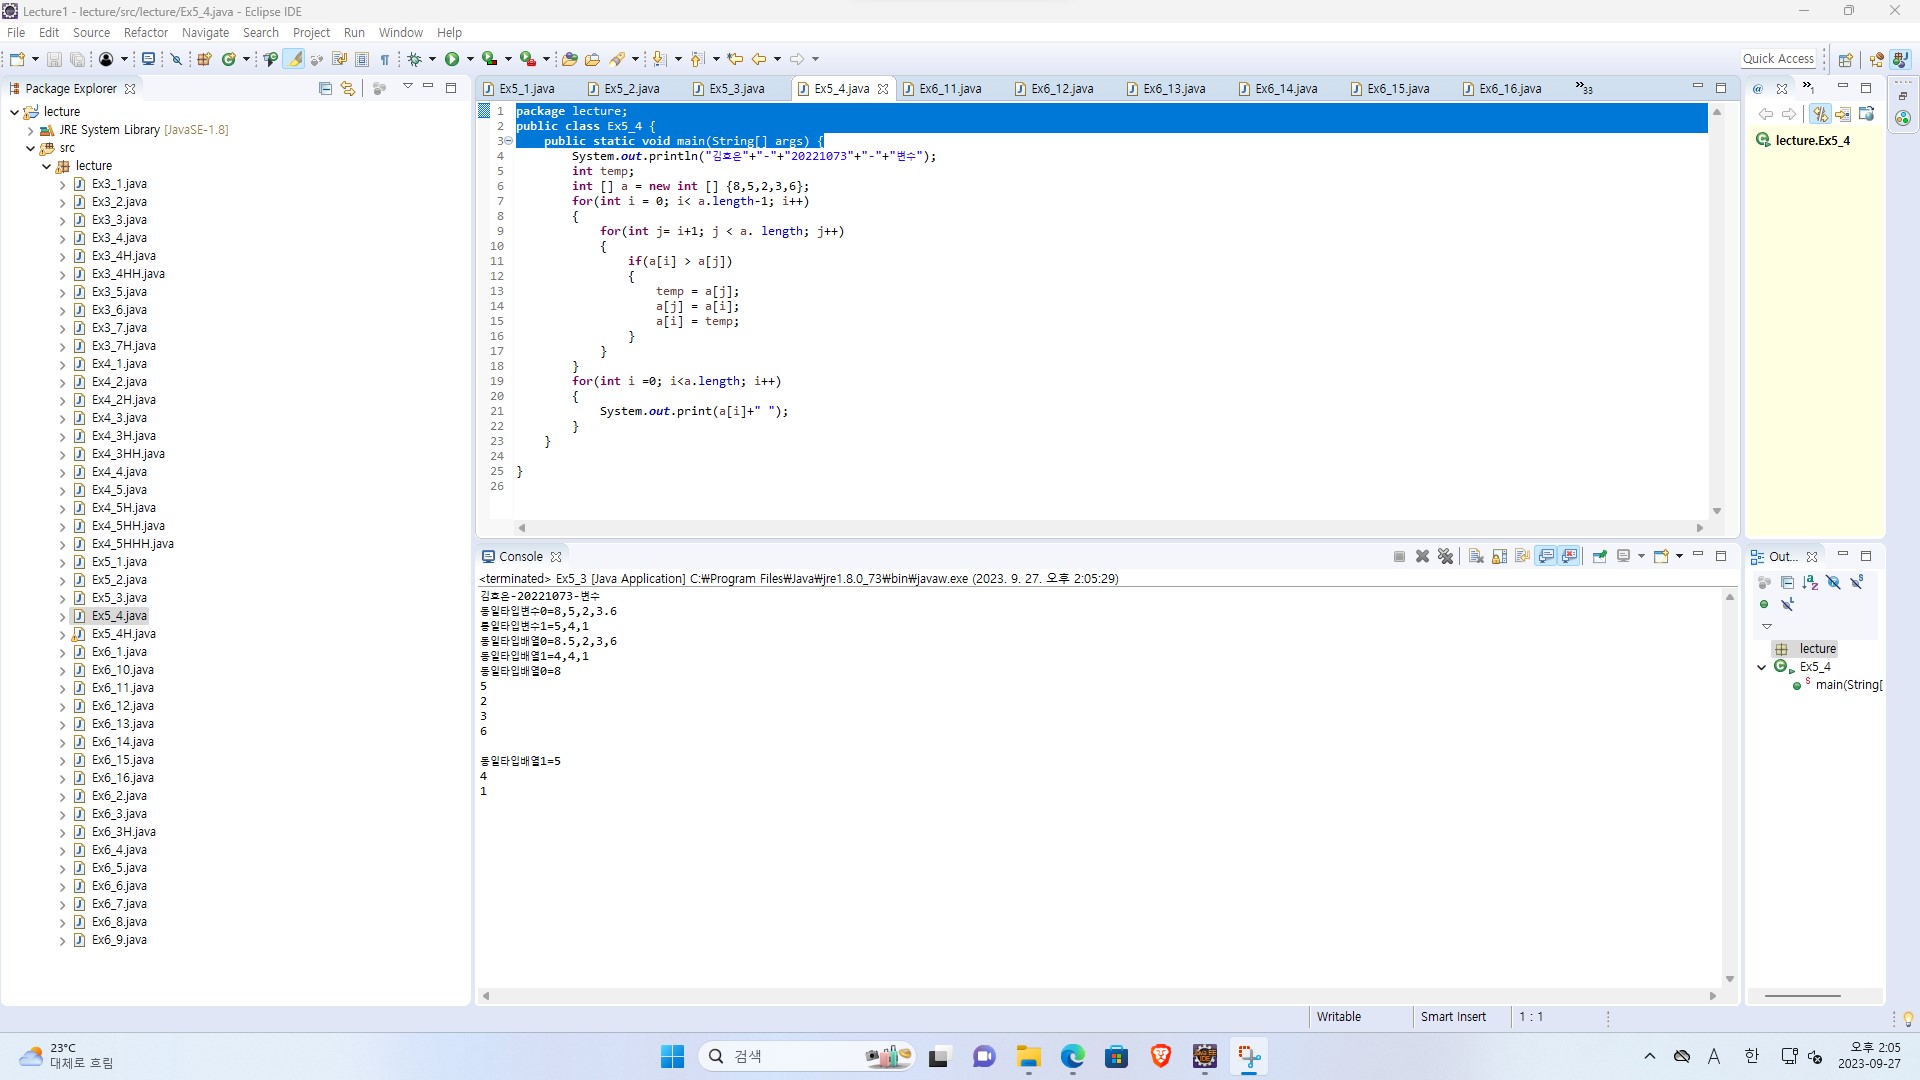 Lecture1 - lecture/src/lecture/Ex5_4.java - Eclipse IDE
File Edit Source Refactor Navigate Search Project Run Window Help
Quick Access
Package Explorer
lecture
JRE System Library [JavaSE-1.8]
src
lecture
Ex3_1.java
Ex3_2.java
Ex3_3.java
Ex3_4.java
Ex3_4H.java
Ex3_4HH.java
Ex3_5.java
Ex3_6.java
Ex3_7.java
Ex3_7H.java
Ex4_1.java
Ex4_2.java
Ex4_2H.java
Ex4_3.java
Ex4_3H.java
Ex4_3HH.java
Ex4_4.java
Ex4_5.java
Ex4_5H.java
Ex4_5HH.java
Ex4_5HHH.java
Ex5_1.java
Ex5_2.java
Ex5_3.java
Ex5_4.java
Ex5_4H.java
Ex6_1.java
Ex6_10.java
Ex6_11.java
Ex6_12.java
Ex6_13.java
Ex6_14.java
Ex6_15.java
Ex6_16.java
Ex6_2.java
Ex6_3.java
Ex6_3H.java
Ex6_4.java
Ex6_5.java
Ex6_6.java
Ex6_7.java
Ex6_8.java
Ex6_9.java
Ex5_1.java Ex5_2.java Ex5_3.java Ex5_4.java Ex6_11.java Ex6_12.java Ex6_13.java Ex6_14.java Ex6_15.java Ex6_16.java »33
1 package lecture;
2 public class Ex5_4 {
3 public static void main(String[] args) {
4 System.out.println("김효은"+"-"+"20221073"+"-"+"변수");
5 int temp;
6 int [] a = new int [] {8,5,2,3,6};
7 for(int i = 0; i< a.length-1; i++)
8 {
9 for(int j= i+1; j < a. length; j++)
10 {
11 if(a[i] > a[j])
12 {
13 temp = a[j];
14 a[j] = a[i];
15 a[i] = temp;
16 }
17 }
18 }
19 for(int i =0; i<a.length; i++)
20 {
21 System.out.print(a[i]+" ");
22 }
23 }
24
25 }
26
@ »1
lecture.Ex5_4
Console
<terminated> Ex5_3 [Java Application] C:₩Program Files₩Java₩jre1.8.0_73₩bin₩javaw.exe (2023. 9. 27. 오후 2:05:29)
김효은-20221073-변수
동일타입변수0=8,5,2,3.6
동일타입변수1=5,4,1
동일타입배열0=8.5,2,3,6
동일타입배열1=4,4,1
동일타입배열0=8
5
2
3
6
동일타입배열1=5
4
1
Out...
lecture
Ex5_4
main(String[
Writable Smart Insert 1 : 1
23°C
대체로 흐림
검색
A 한
오후 2:05
2023-09-27